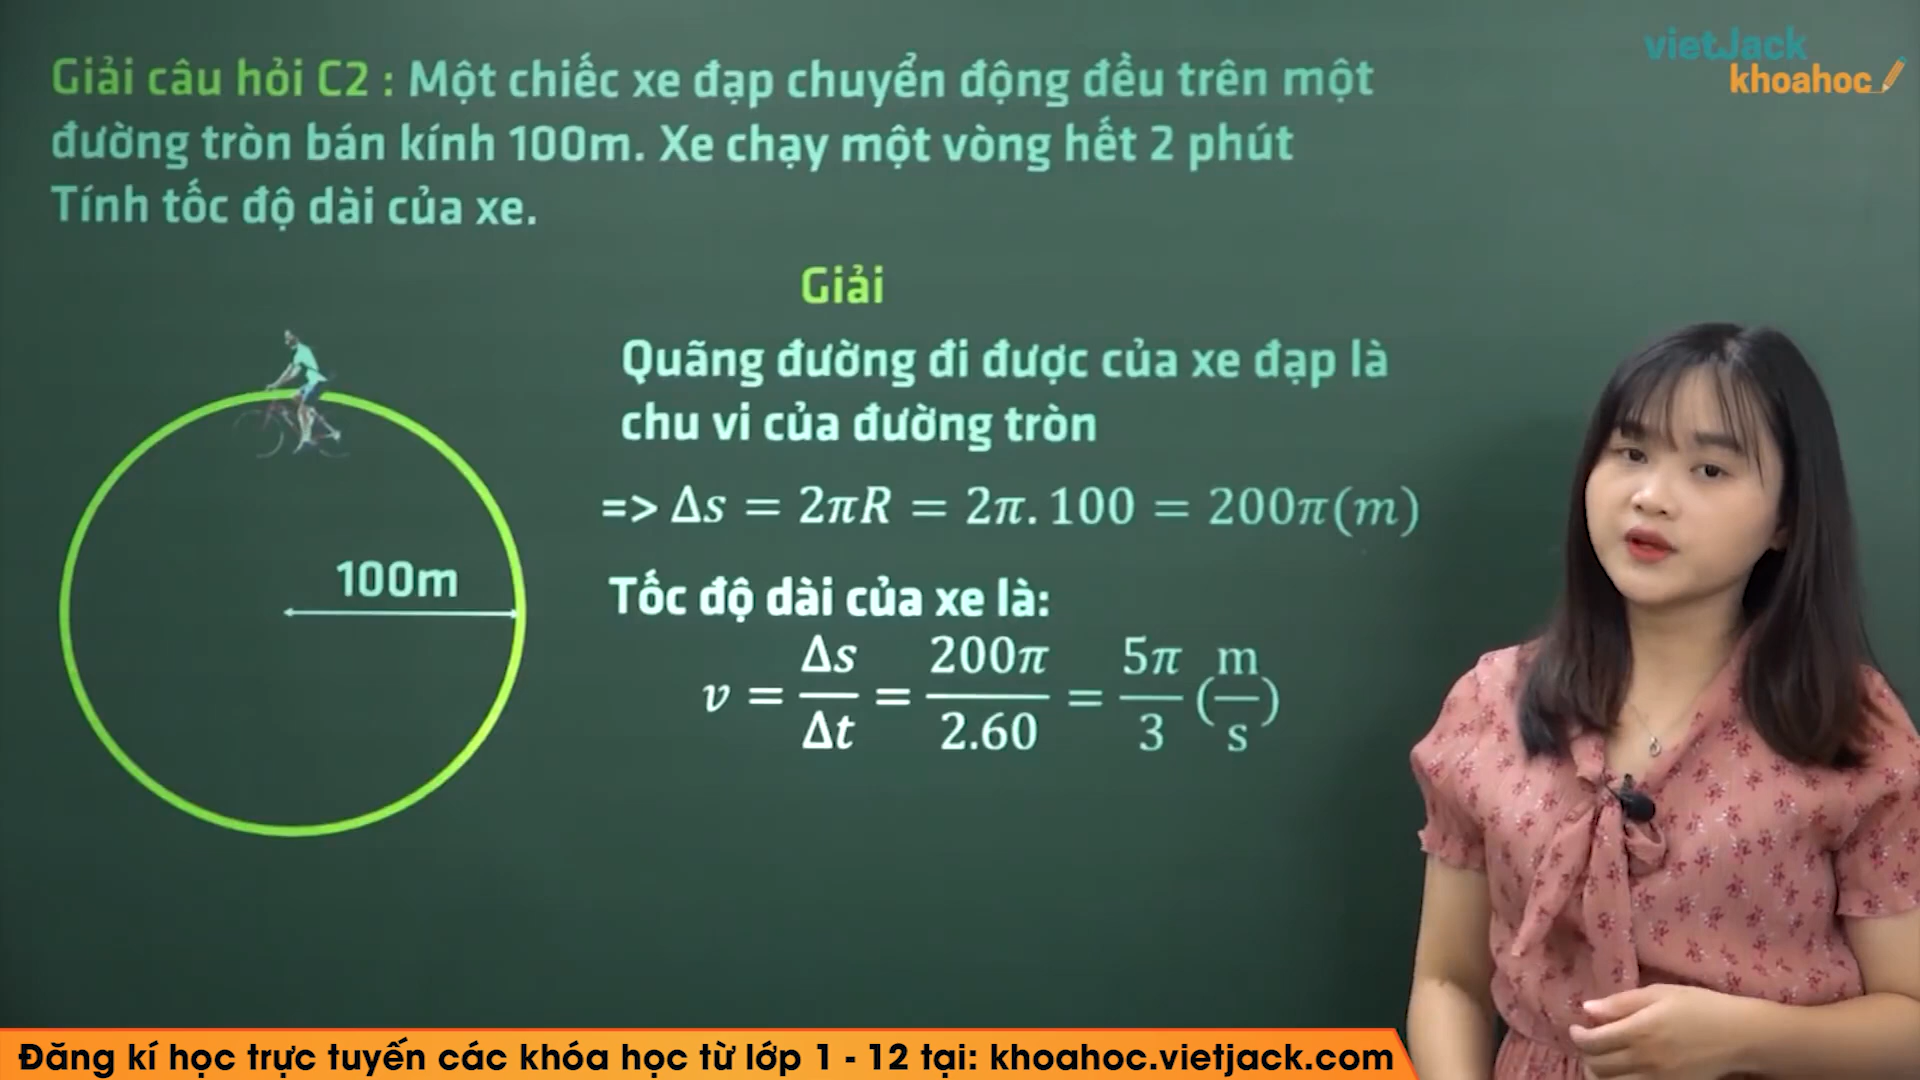 vietJack
khoahoc
Giải câu hỏi C2 : Một chiếc xe đạp chuyển động đều trên một
đường tròn bán kính 100m. Xe chạy một vòng hết 2 phút
Tính tốc độ dài của xe.
Giải
Quãng đường đi được của xe đạp là
chu vi của đường tròn
=> Δs = 2πR = 2π. 100 = 200π(m)
100m
Tốc độ dài của xe là:
v = Δs/Δt = 200π/2.60 = 5π/3 (m/s)
Đăng kí học trực tuyến các khóa học từ lớp 1 - 12 tại: khoahoc.vietjack.com